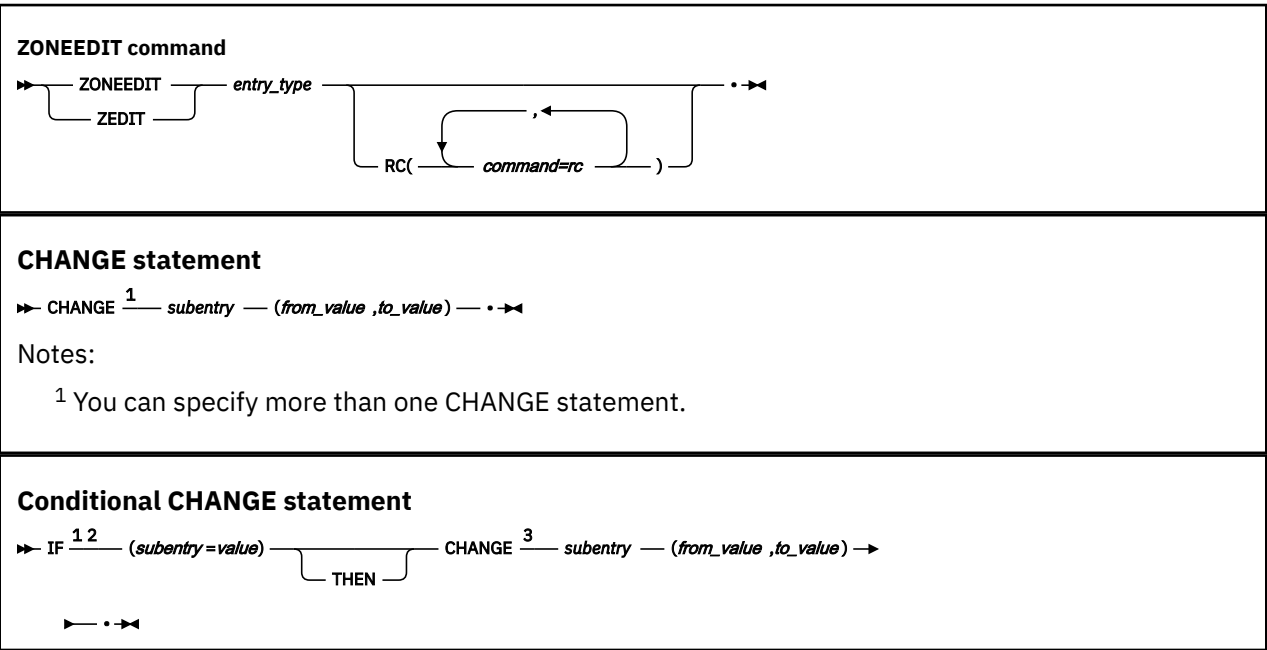 ZONEEDIT command
ZONEEDIT entry_type .
ZEDIT ,
RC( command=rc )
CHANGE statement
CHANGE 1 subentry (from_value ,to_value) .
Notes:
1 You can specify more than one CHANGE statement.
Conditional CHANGE statement
IF 1 2 (subentry=value) CHANGE 3 subentry (from_value ,to_value)
THEN
.